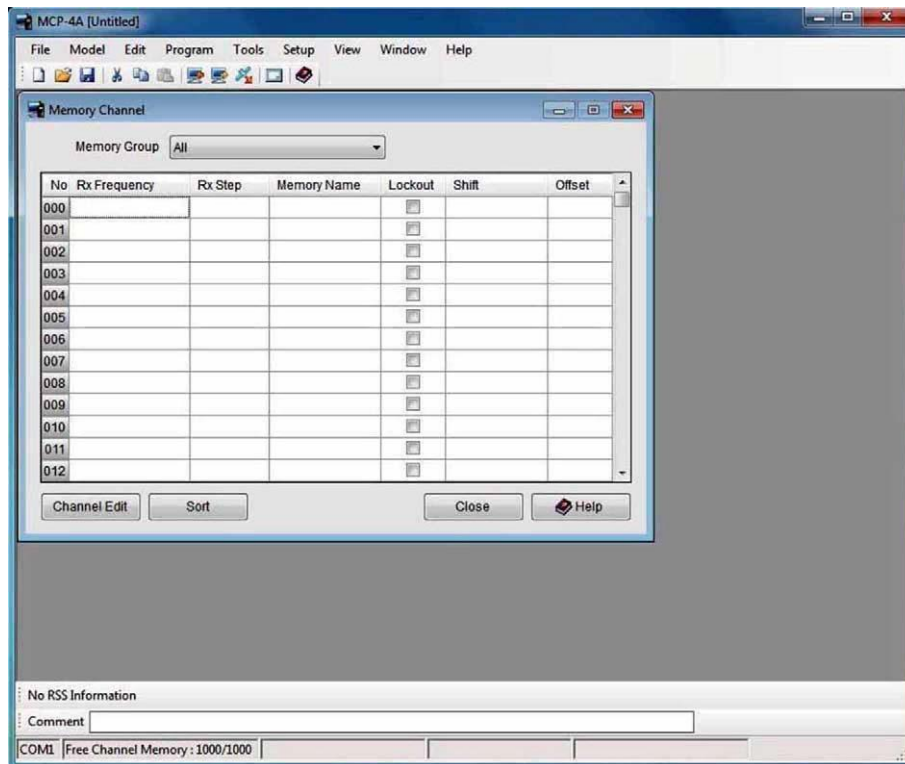 MCP-4A [Untitled]
File Model Edit Program Tools Setup View Window Help
Memory Channel
Memory Group All
No Rx Frequency Rx Step Memory Name Lockout Shift Offset
000
001
002
003
004
005
006
007
008
009
010
011
012
Channel Edit Sort Close Help
No RSS Information
Comment
COM1 Free Channel Memory : 1000/1000